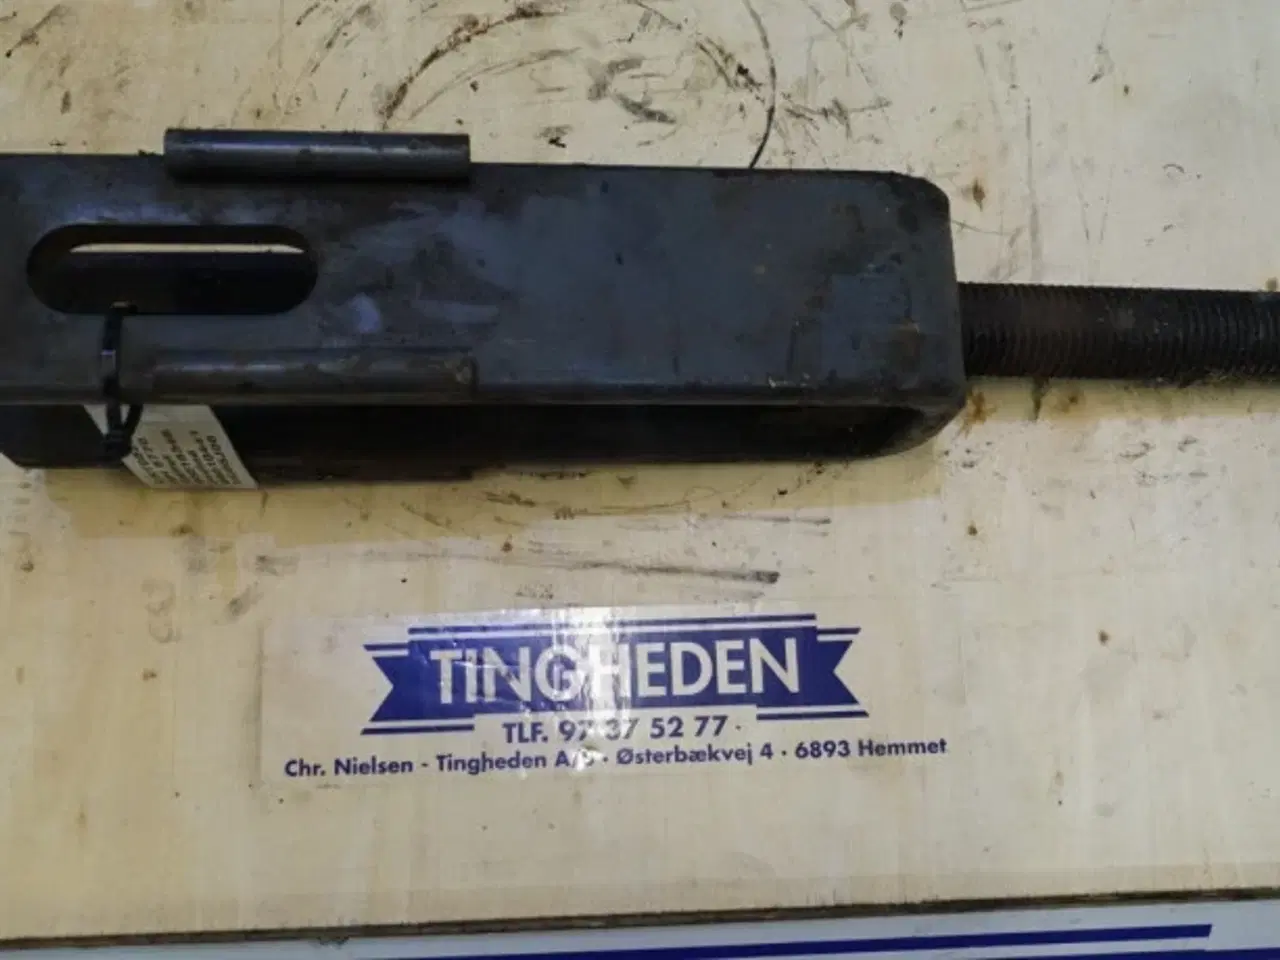 TINGHEDEN
TLF. 97 37 52 77
Chr. Nielsen - Tingheden A/S · Østerbækvej 4 · 6893 Hemmet